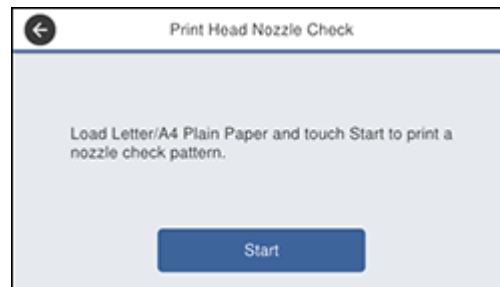 Print Head Nozzle Check
Load Letter/A4 Plain Paper and touch Start to print a
nozzle check pattern.
Start